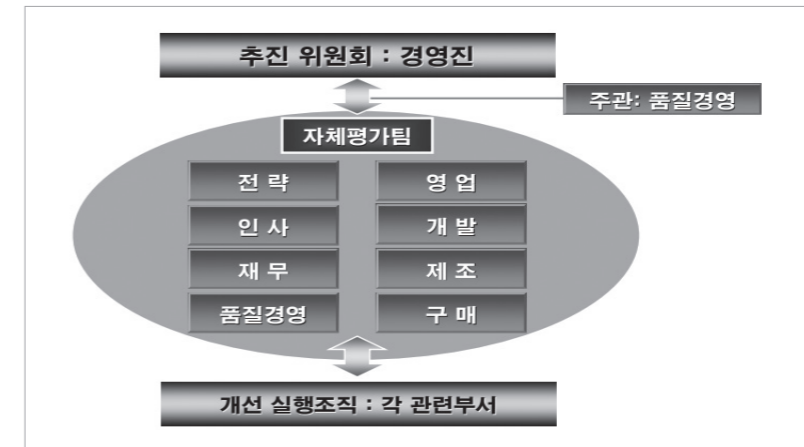 추진 위원회 : 경영진
주관: 품질경영
자체평가팀
전 략
영 업
인 사
개 발
재 무
제 조
품질경영
구 매
개선 실행조직 : 각 관련부서